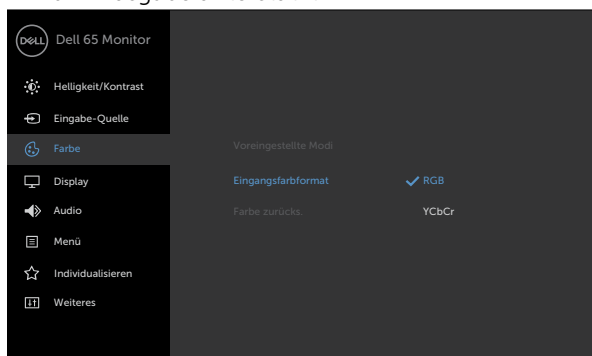 DELL
Dell 65 Monitor
Helligkeit/Kontrast
Eingabe-Quelle
Farbe
Voreingestellte Modi
Display
Eingangsfarbformat
RGB
Audio
Farbe zurücks.
YCbCr
Menü
Individualisieren
Weiteres